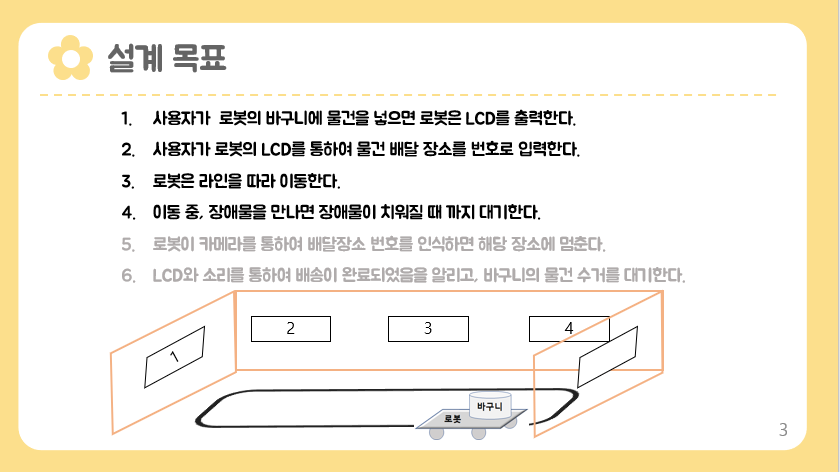 설계 목표
1. 사용자가 로봇의 바구니에 물건을 넣으면 로봇은 LCD를 출력한다.
2. 사용자가 로봇의 LCD를 통하여 물건 배달 장소를 번호로 입력한다.
3. 로봇은 라인을 따라 이동한다.
4. 이동 중, 장애물을 만나면 장애물이 치워질 때 까지 대기한다.
5. 로봇이 카메라를 통하여 배달장소 번호를 인식하면 해당 장소에 멈춘다.
6. LCD와 소리를 통하여 배송이 완료되었음을 알리고, 바구니의 물건 수거를 대기한다.
1
2
3
4
바구니
로봇
3